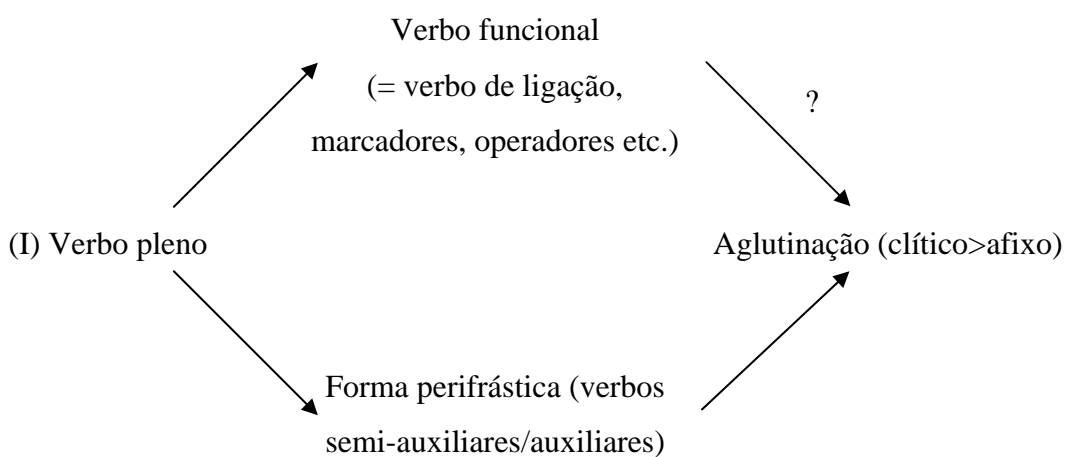 Verbo funcional
(= verbo de ligação,
marcadores, operadores etc.)
?
(I) Verbo pleno
Aglutinação (clítico>afixo)
Forma perifrástica (verbos
semi-auxiliares/auxiliares)